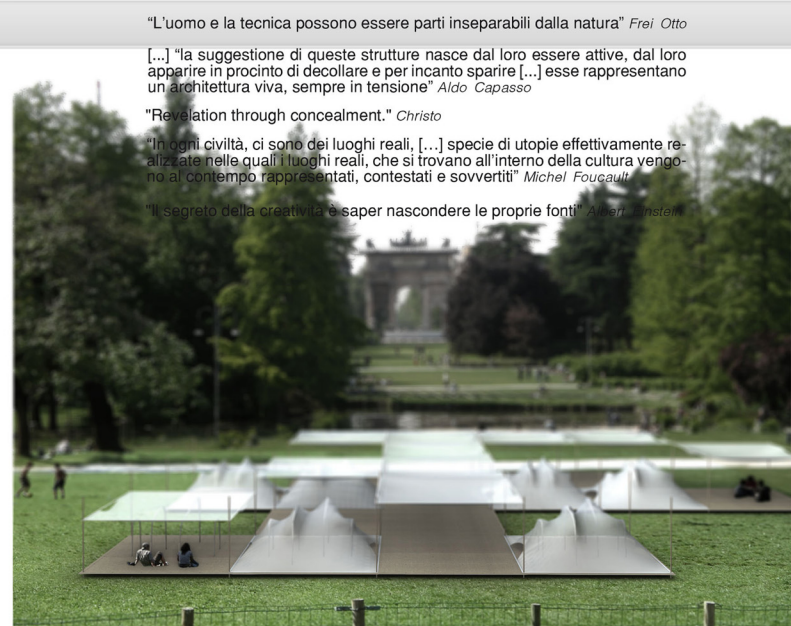 “L’uomo e la tecnica possono essere parti inseparabili dalla natura” Frei Otto
[...] “la suggestione di queste strutture nasce dal loro essere attive, dal loro
apparire in procinto di decollare e per incanto sparire [...] esse rappresentano
un architettura viva, sempre in tensione” Aldo Capasso
"Revelation through concealment." Christo
“In ogni civiltà, ci sono dei luoghi reali, […] specie di utopie effettivamente re-
alizzate nelle quali i luoghi reali, che si trovano all’interno della cultura vengo-
no al contempo rappresentati, contestati e sovvertiti” Michel Foucault
“Il segreto della creatività è saper nascondere le proprie fonti” Albert Einstein